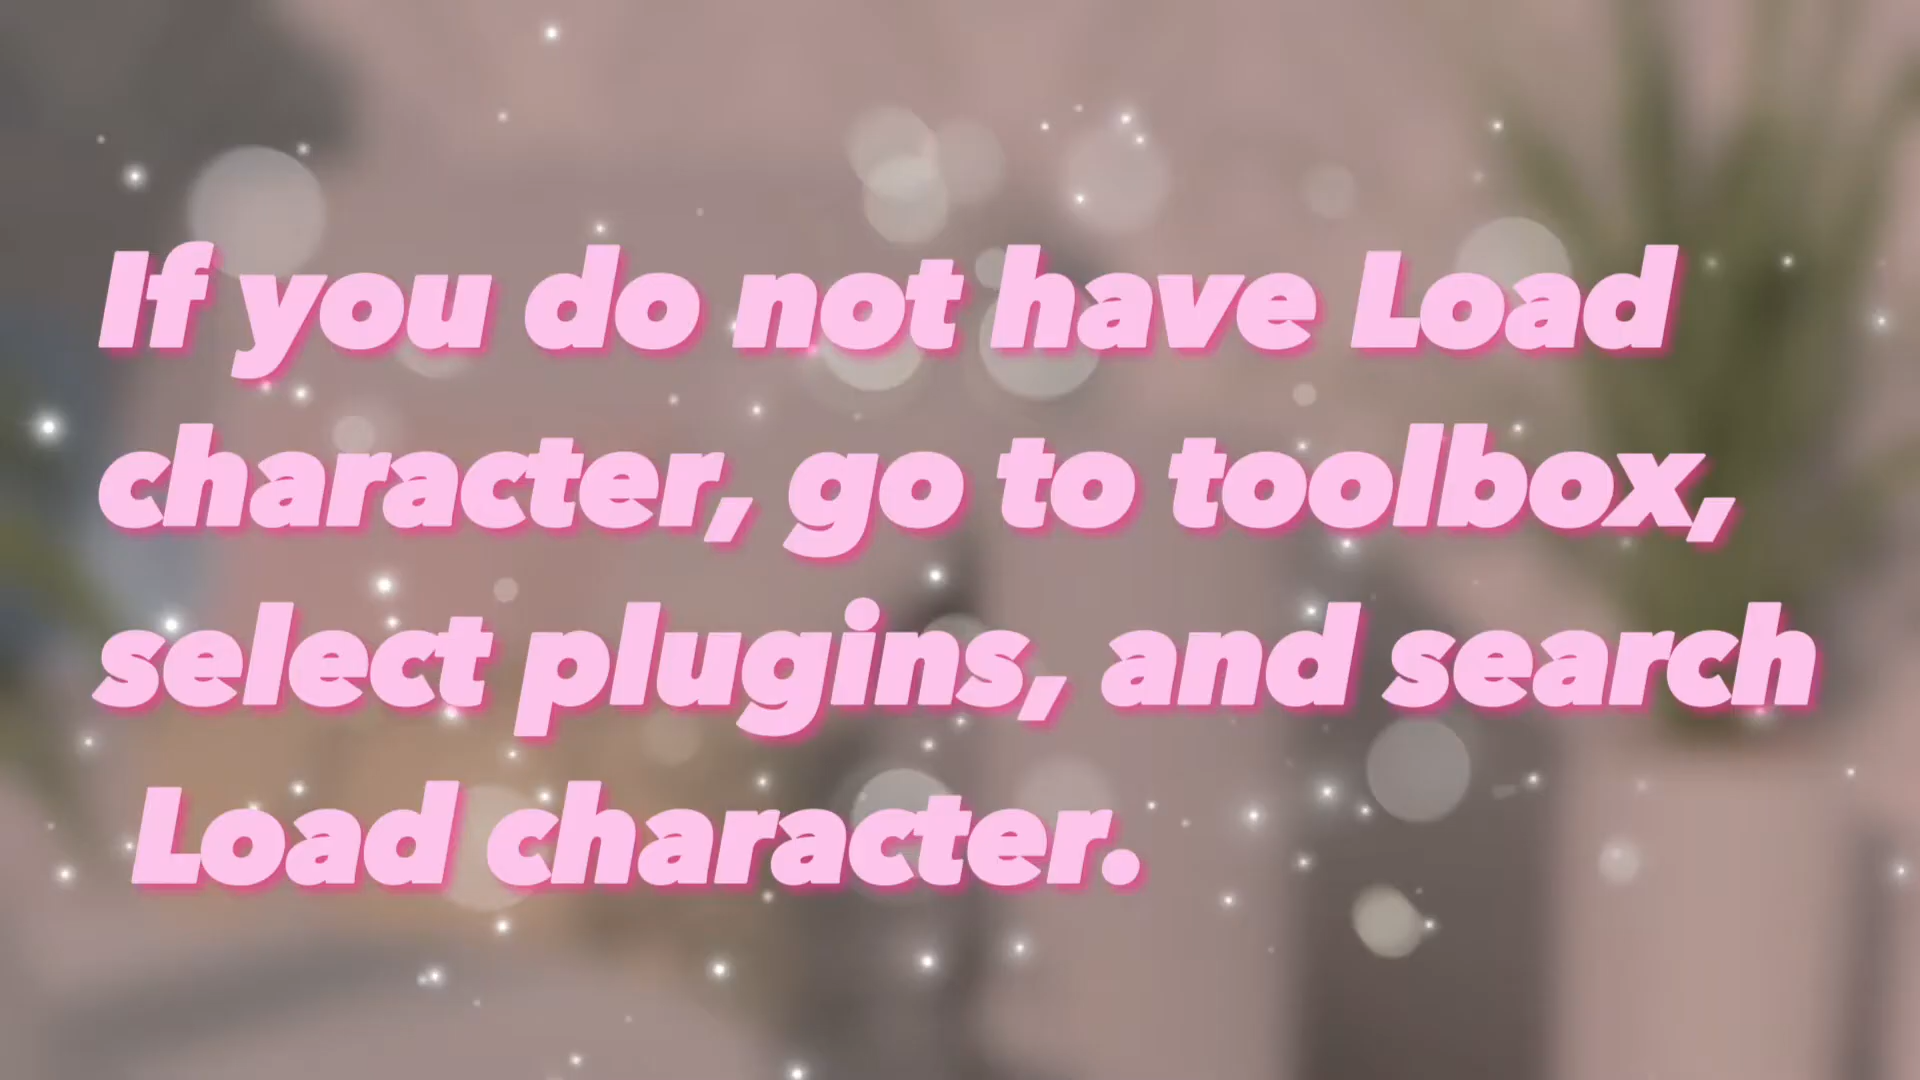 If you do not have Load
character, go to toolbox,
select plugins, and search
Load character.